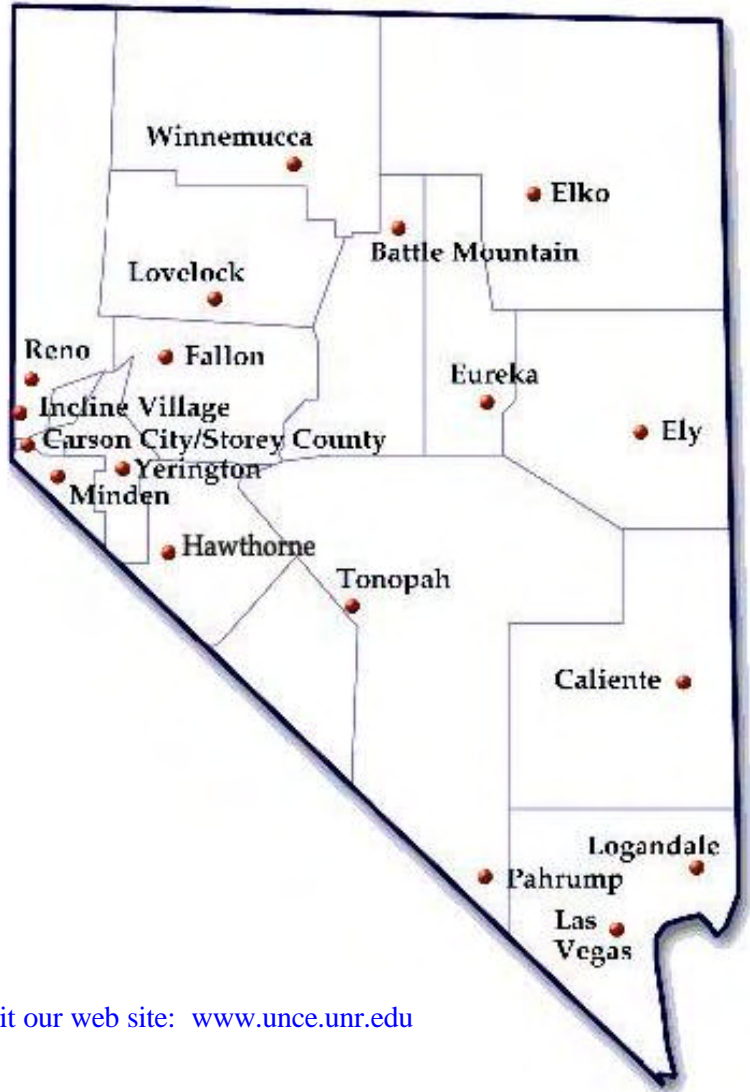 Winnemucca
Elko
Battle Mountain
Lovelock
Reno
Fallon
Eureka
Incline Village
Ely
Carson City/Storey County
Yerington
Minden
Hawthorne
Tonopah
Caliente
Logandale
Pahrump
Las
Vegas
it our web site: www.unce.unr.edu